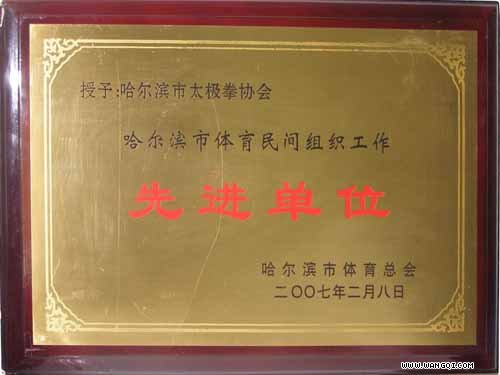 授予:哈尔滨市太极拳协会
哈尔滨市体育民间组织工作
先进单位
哈尔滨市体育总会
二〇〇七年二月八日
WWW.WANGQI.COM